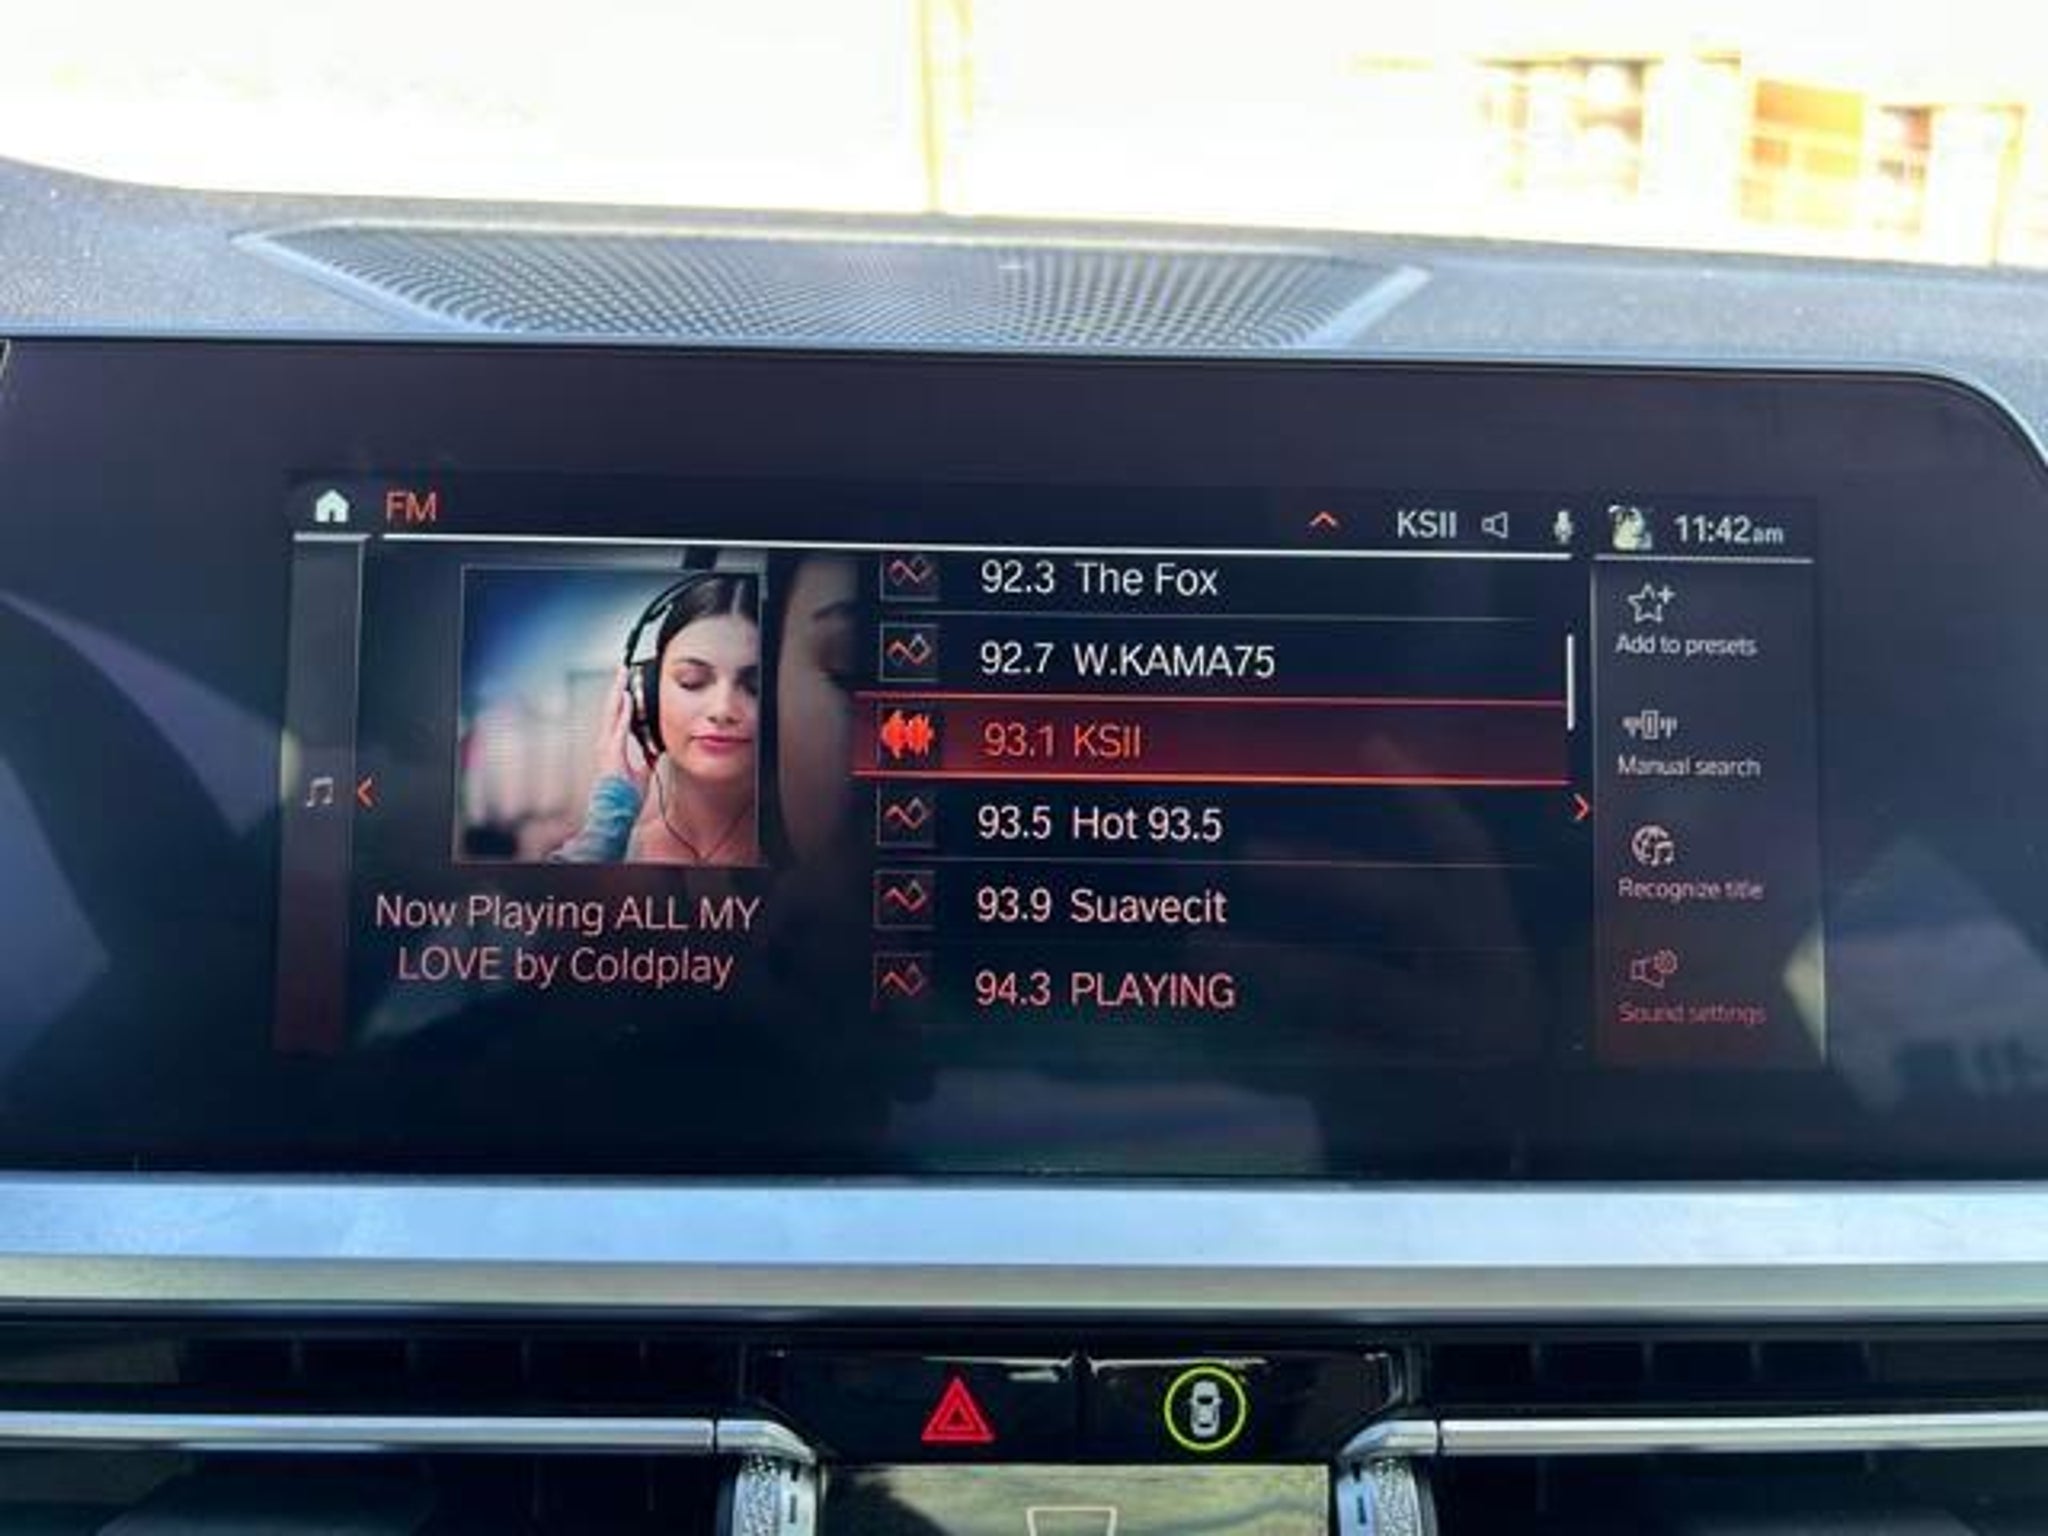 FM
KSII
11:42am
92.3 The Fox
92.7 W.KAMA75
93.1 KSII
93.5 Hot 93.5
93.9 Suavecit
94.3 PLAYING
Now Playing ALL MY
LOVE by Coldplay
Add to presets
Manual search
Recognize title
Sound settings